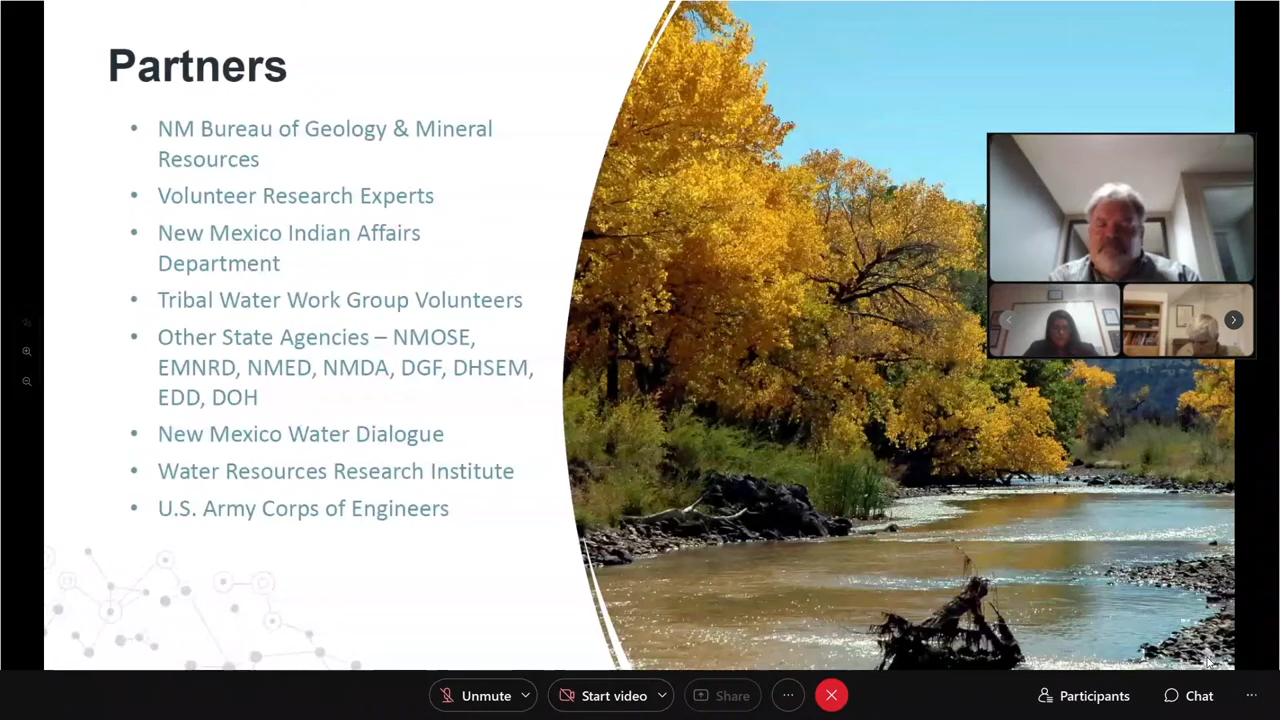 Partners
• NM Bureau of Geology & Mineral
Resources
• Volunteer Research Experts
• New Mexico Indian Affairs
Department
• Tribal Water Work Group Volunteers
• Other State Agencies – NMOSE,
EMNRD, NMED, NMDA, DGF, DHSEM,
EDD, DOH
• New Mexico Water Dialogue
• Water Resources Research Institute
• U.S. Army Corps of Engineers
Unmute
Start video
Share
Participants
Chat